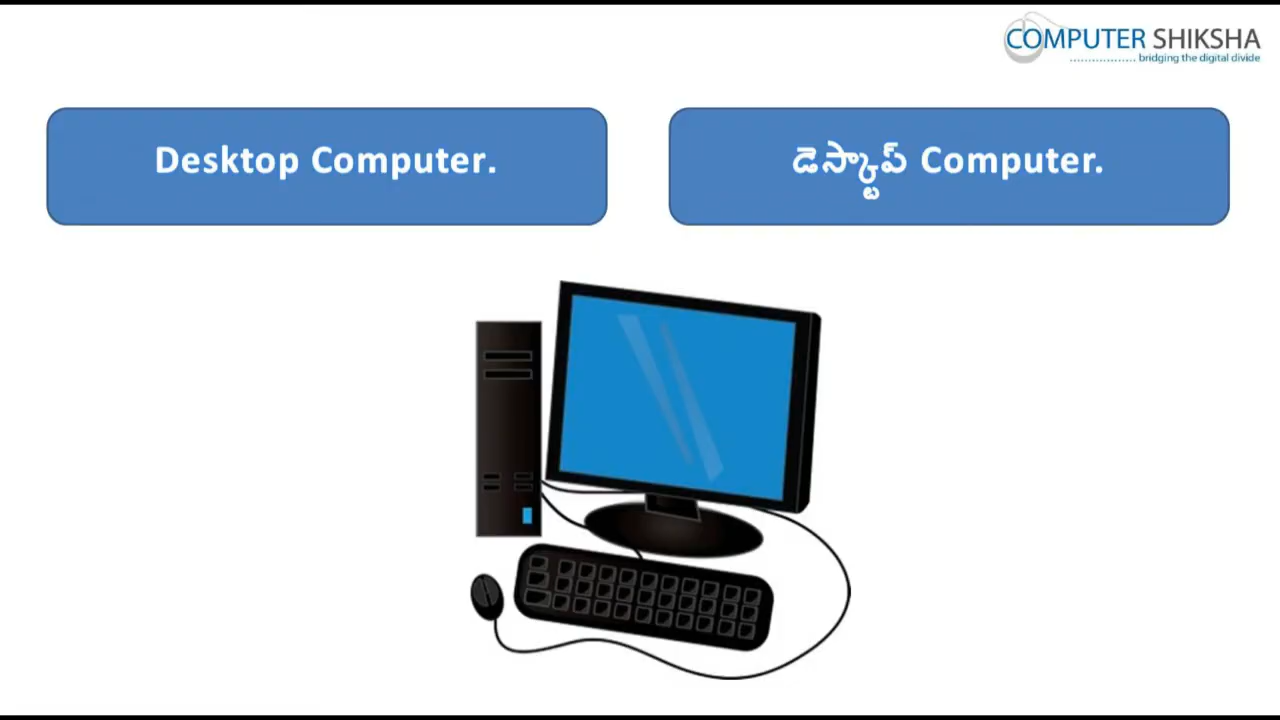 COMPUTER SHIKSHA
bridging the digital divide
Desktop Computer.
డెస్క్టాప్ Computer.